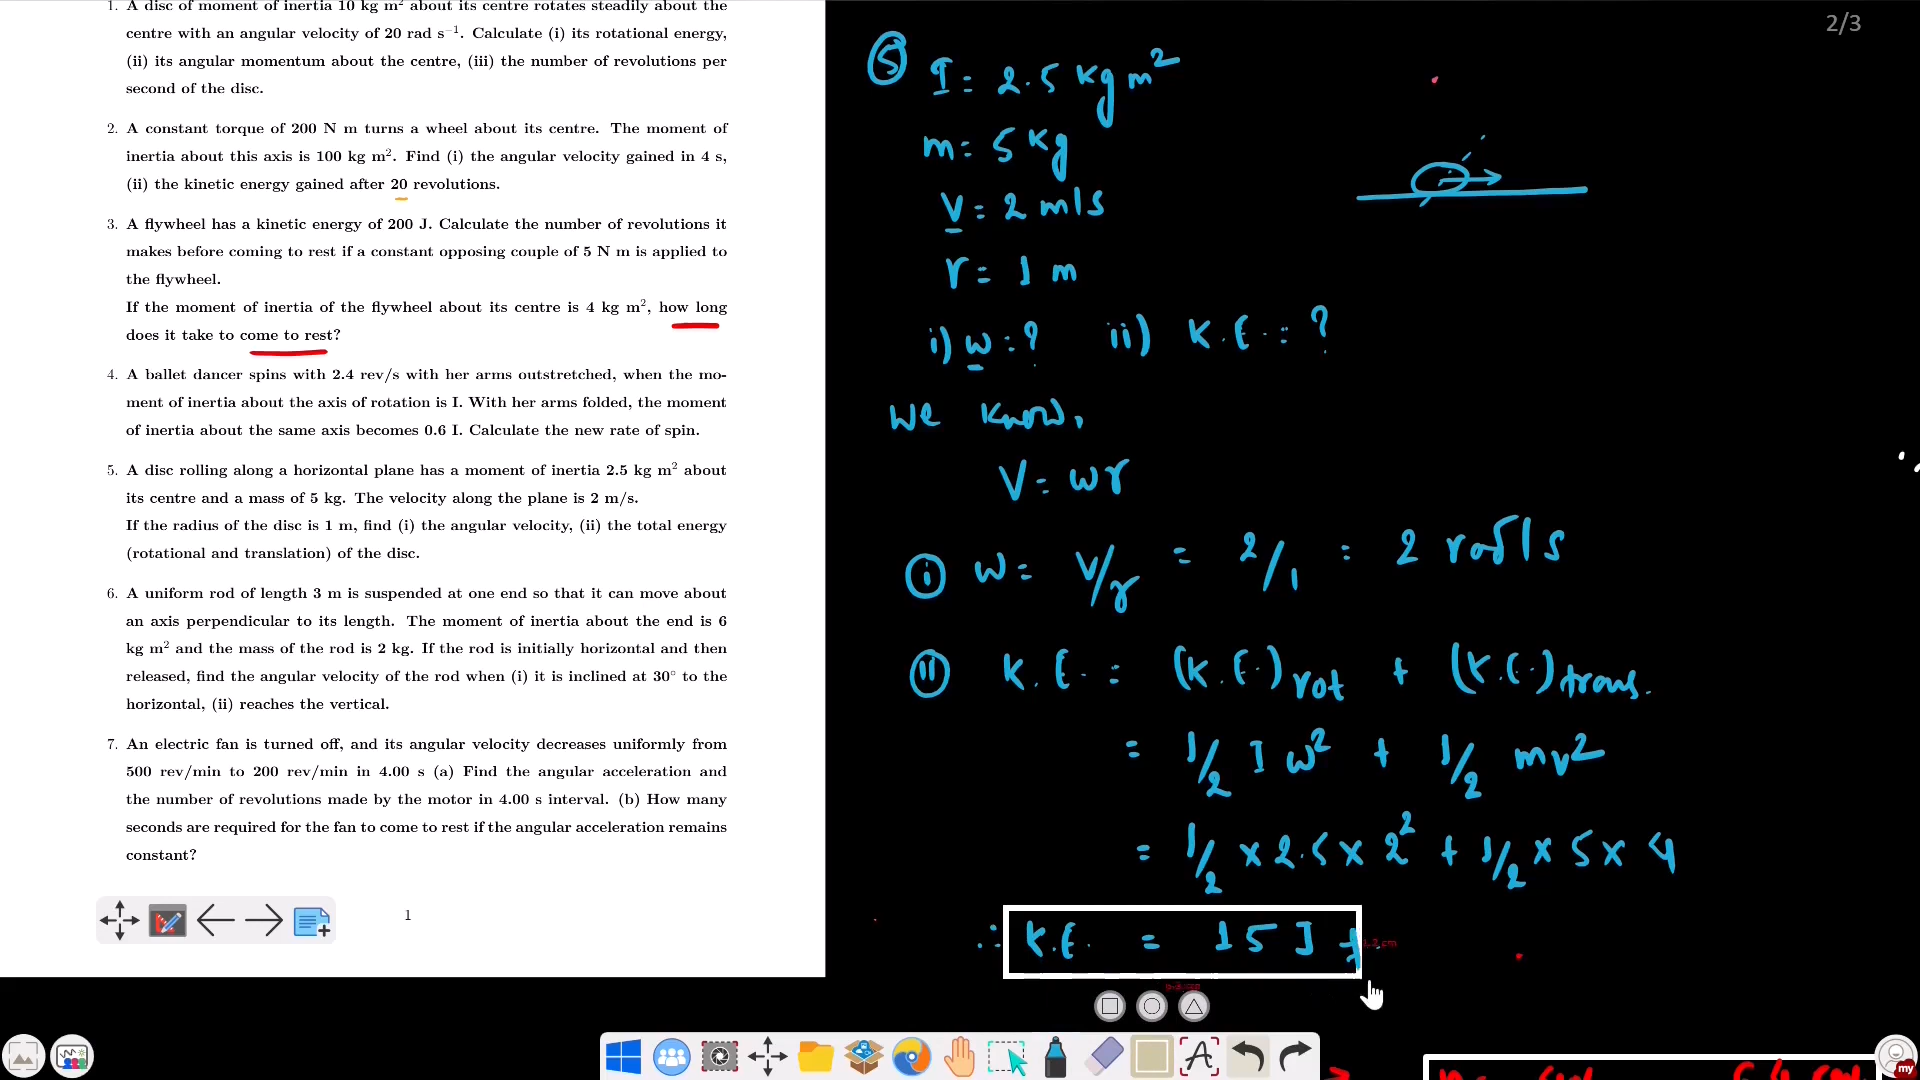 1. A disc of moment of inertia 10 kg m² about its centre rotates steadily about the
centre with an angular velocity of 20 rad s⁻¹. Calculate (i) its rotational energy,
(ii) its angular momentum about the centre, (iii) the number of revolutions per
second of the disc.
2. A constant torque of 200 N m turns a wheel about its centre. The moment of
inertia about this axis is 100 kg m². Find (i) the angular velocity gained in 4 s,
(ii) the kinetic energy gained after 20 revolutions.
3. A flywheel has a kinetic energy of 200 J. Calculate the number of revolutions it
makes before coming to rest if a constant opposing couple of 5 N m is applied to
the flywheel.
If the moment of inertia of the flywheel about its centre is 4 kg m², how long
does it take to come to rest?
4. A ballet dancer spins with 2.4 rev/s with her arms outstretched, when the mo-
ment of inertia about the axis of rotation is I. With her arms folded, the moment
of inertia about the same axis becomes 0.6 I. Calculate the new rate of spin.
5. A disc rolling along a horizontal plane has a moment of inertia 2.5 kg m² about
its centre and a mass of 5 kg. The velocity along the plane is 2 m/s.
If the radius of the disc is 1 m, find (i) the angular velocity, (ii) the total energy
(rotational and translation) of the disc.
6. A uniform rod of length 3 m is suspended at one end so that it can move about
an axis perpendicular to its length. The moment of inertia about the end is 6
kg m² and the mass of the rod is 2 kg. If the rod is initially horizontal and then
released, find the angular velocity of the rod when (i) it is inclined at 30° to the
horizontal, (ii) reaches the vertical.
7. An electric fan is turned off, and its angular velocity decreases uniformly from
500 rev/min to 200 rev/min in 4.00 s (a) Find the angular acceleration and
the number of revolutions made by the motor in 4.00 s interval. (b) How many
seconds are required for the fan to come to rest if the angular acceleration remains
constant?
1
2/3
⑤ I = 2.5 kg m²
m = 5 kg
v = 2 m/s
r = 1 m
i) ω = ? ii) K.E. = ?
We know,
V = ωr
ⓘ ω = v/r = 2/1 = 2 rad/s
ⅱ K.E. = (K.E.)rot + (K.E.)trans.
= 1/2 I ω² + 1/2 mv²
= 1/2 × 2.5 × 2² + 1/2 × 5 × 4
∴ K.E. = 15 J
A
my